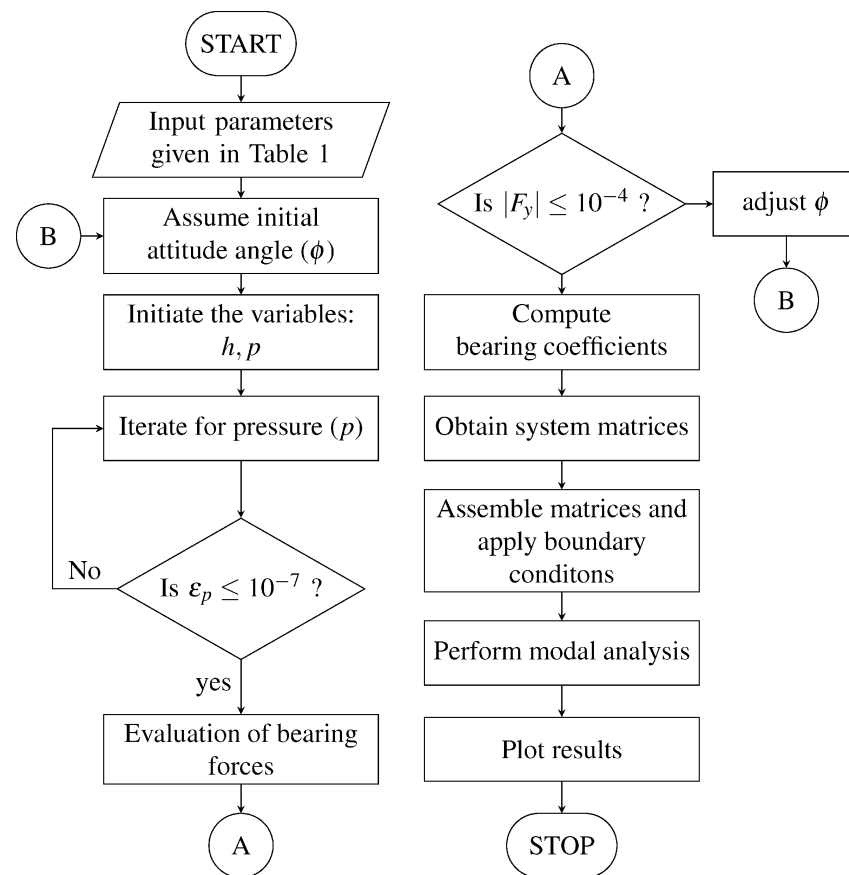 START
Input parameters
given in Table 1
B
Assume initial
attitude angle (ϕ)
Initiate the variables:
h, p
Iterate for pressure (p)
No
Is ε_p ≤ 10⁻⁷ ?
yes
Evaluation of bearing
forces
A
A
Is |F_y| ≤ 10⁻⁴ ?
adjust ϕ
B
Compute
bearing coefficients
Obtain system matrices
Assemble matrices and
apply boundary
conditons
Perform modal analysis
Plot results
STOP